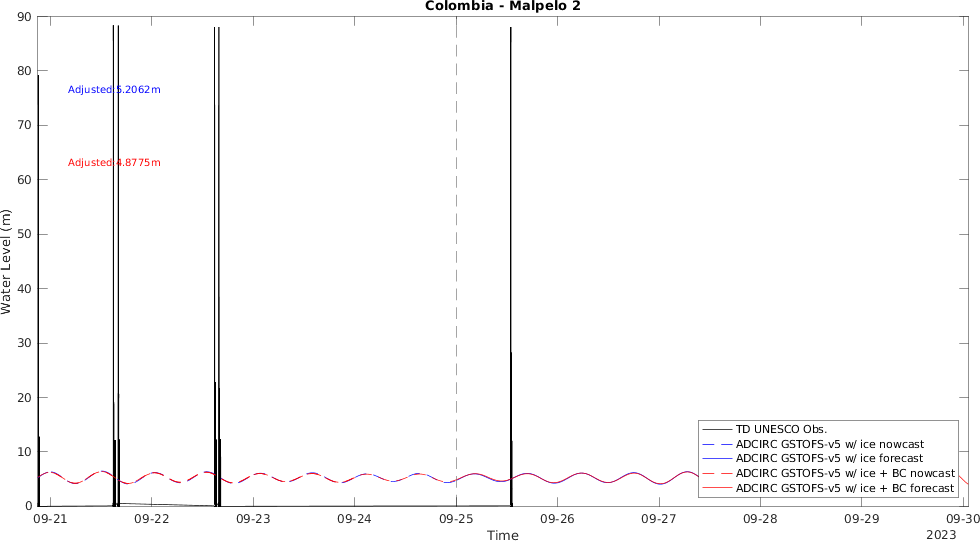 Colombia - Malpelo 2
90
80
70
60
50
40
30
20
10
0
Water Level (m)
Adjusted 5.2062m
Adjusted 4.8775m
TD UNESCO Obs.
ADCIRC GSTOFS-v5 w/ ice nowcast
ADCIRC GSTOFS-v5 w/ ice forecast
ADCIRC GSTOFS-v5 w/ ice + BC nowcast
ADCIRC GSTOFS-v5 w/ ice + BC forecast
09-21 09-22 09-23 09-24 09-25 09-26 09-27 09-28 09-29 09-30
Time
2023